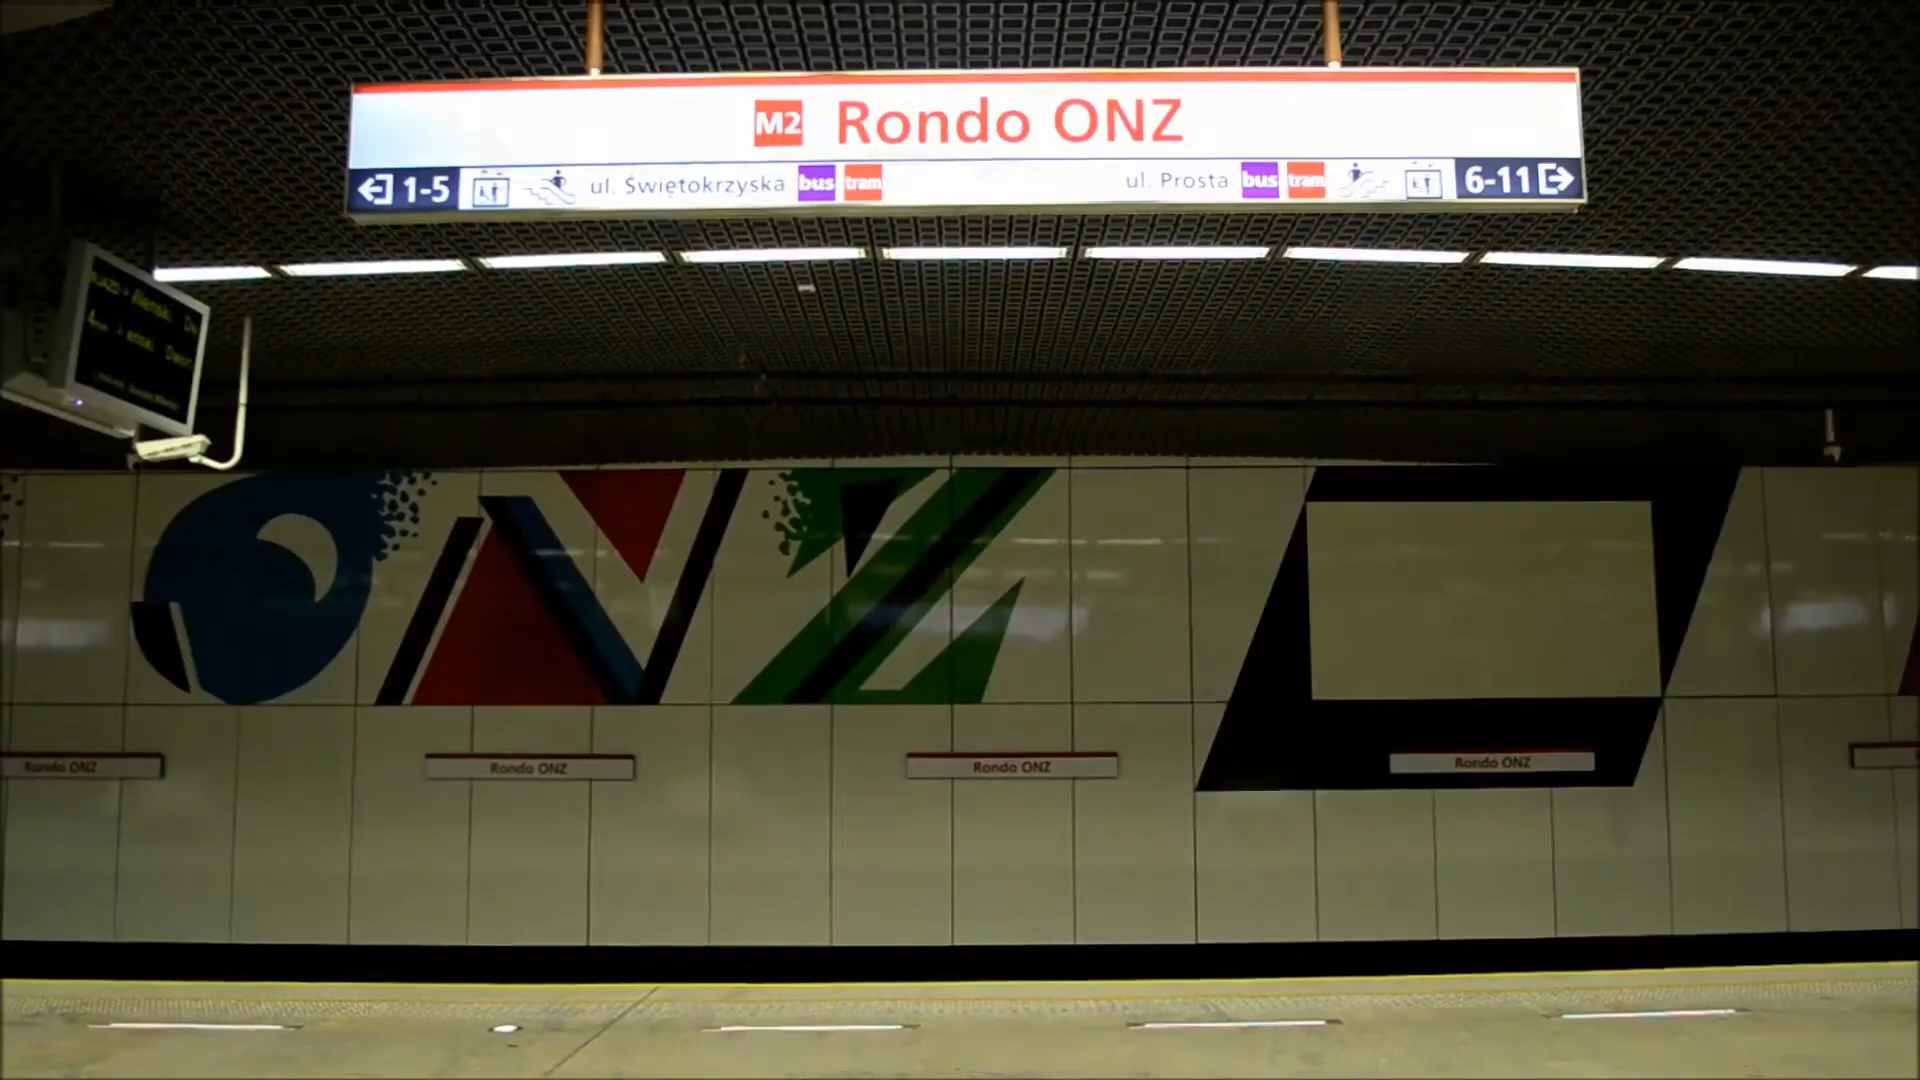 M2 Rondo ONZ
1-5 ul. Świętokrzyska bus tram
ul. Prosta bus tram 6-11
ONZ
Rondo ONZ
Rondo ONZ
Rondo ONZ
Rondo ONZ